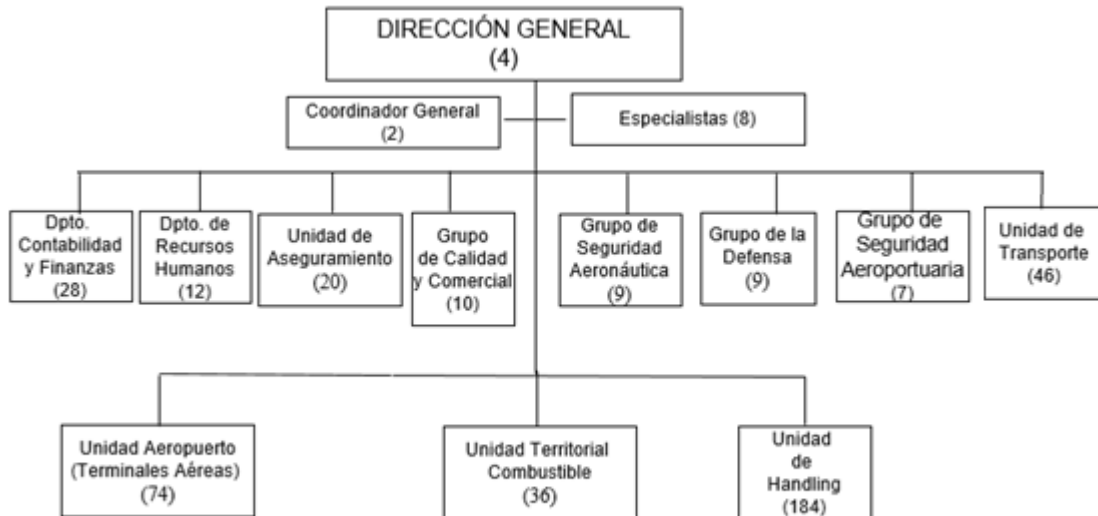 DIRECCIÓN GENERAL
(4)
Coordinador General
(2)
Especialistas (8)
Dpto.
Contabilidad
y Finanzas
(28)
Dpto. de
Recursos
Humanos
(12)
Unidad de
Aseguramiento
(20)
Grupo
de Calidad
y Comercial
(10)
Grupo de
Seguridad
Aeronáutica
(9)
Grupo de la
Defensa
(9)
Grupo de
Seguridad
Aeroportuaria
(7)
Unidad de
Transporte
(46)
Unidad Aeropuerto
(Terminales Aéreas)
(74)
Unidad Territorial
Combustible
(36)
Unidad
de
Handling
(184)